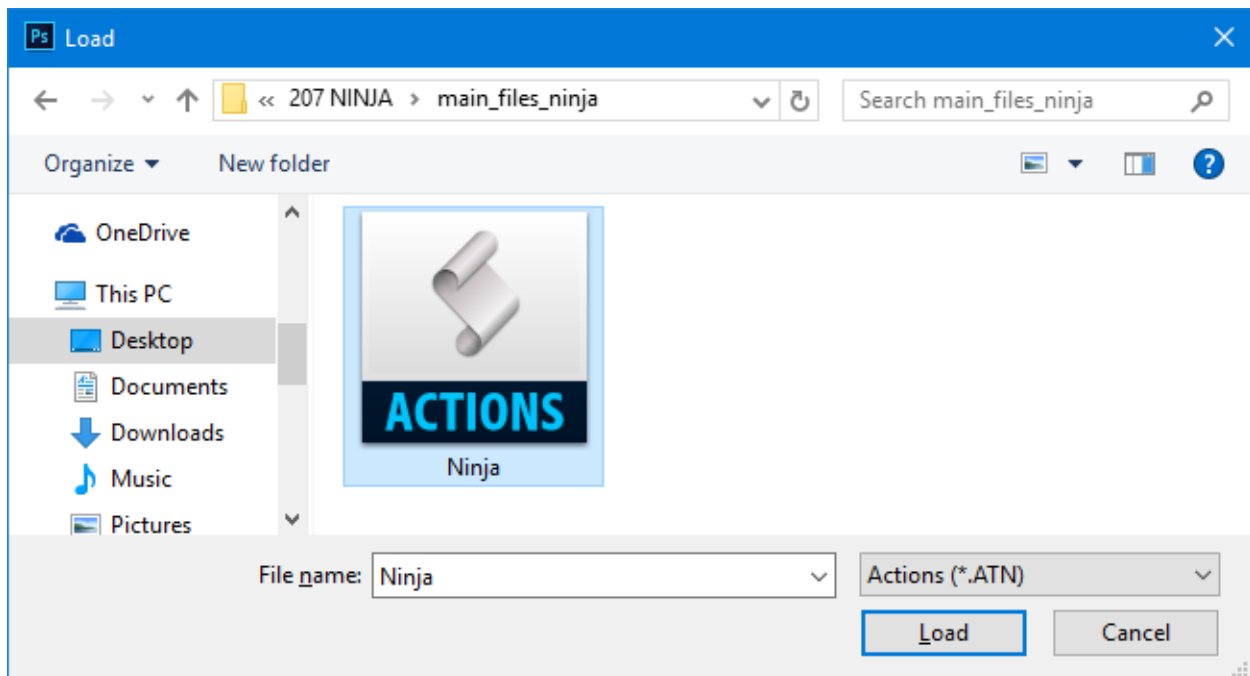 Ps Load
« 207 NINJA > main_files_ninja Search main_files_ninja
Organize New folder ?
OneDrive
This PC
Desktop
Documents
Downloads
Music
Pictures
ACTIONS
Ninja
File name: Ninja Actions (*.ATN)
Load Cancel